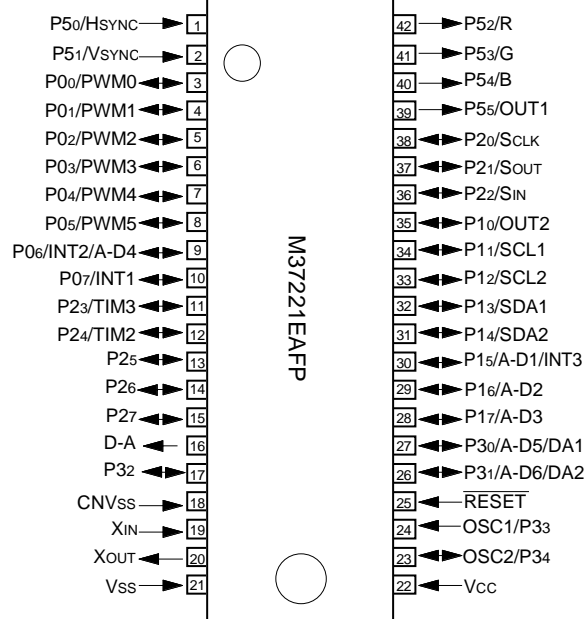 P50/HSYNC 1 42 P52/R
P51/VSYNC 2 41 P53/G
P00/PWM0 3 40 P54/B
P01/PWM1 4 39 P55/OUT1
P02/PWM2 5 38 P20/SCLK
P03/PWM3 6 37 P21/SOUT
P04/PWM4 7 36 P22/SIN
P05/PWM5 8 35 P10/OUT2
P06/INT2/A-D4 9 34 P11/SCL1
P07/INT1 10 33 P12/SCL2
P23/TIM3 11 32 P13/SDA1
P24/TIM2 12 31 P14/SDA2
P25 13 30 P15/A-D1/INT3
P26 14 29 P16/A-D2
P27 15 28 P17/A-D3
D-A 16 27 P30/A-D5/DA1
P32 17 26 P31/A-D6/DA2
CNVSS 18 25 RESET
XIN 19 24 OSC1/P33
XOUT 20 23 OSC2/P34
VSS 21 22 VCC
M37221EAFP